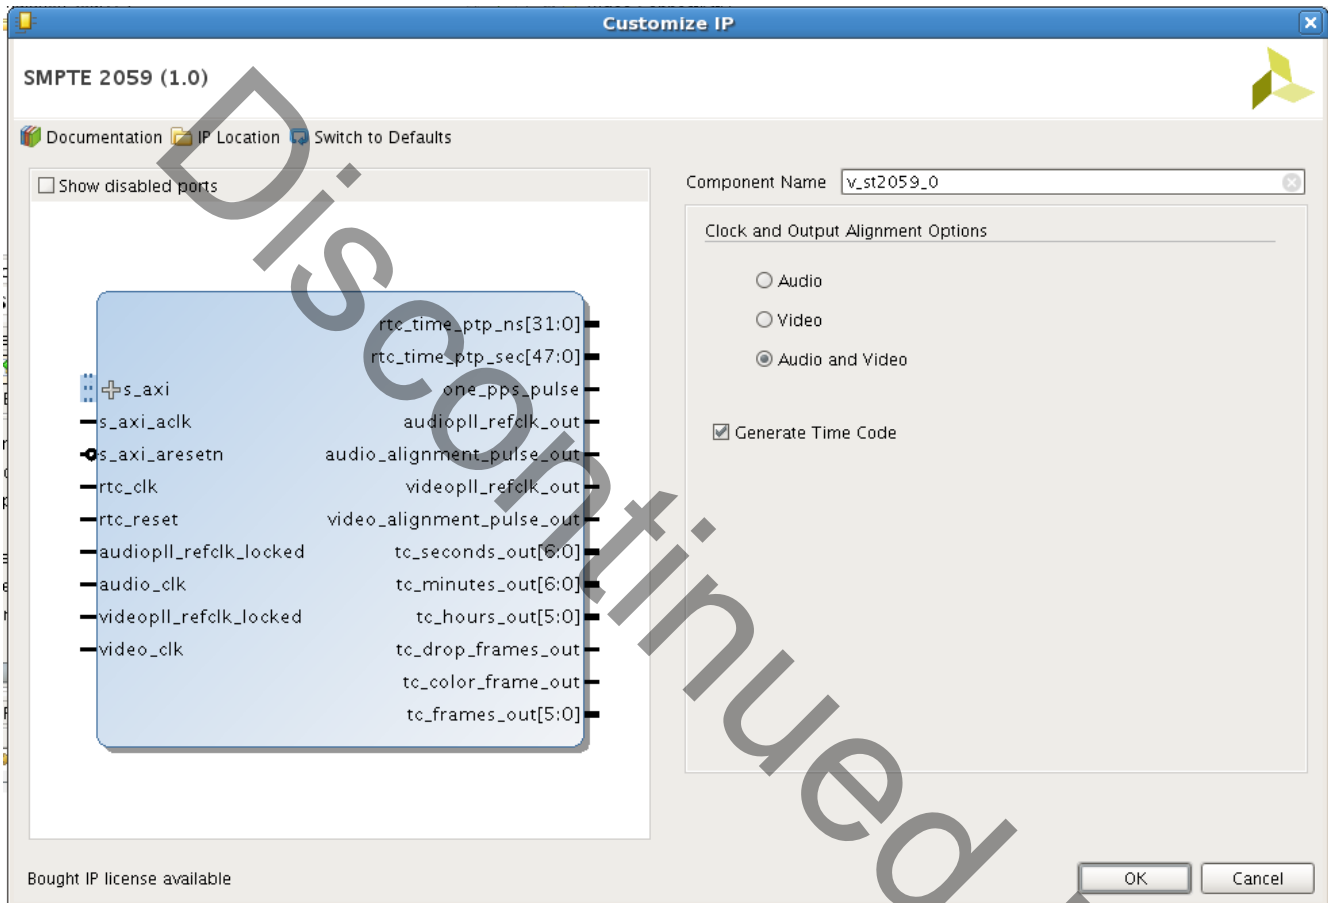 Customize IP
SMPTE 2059 (1.0)
Documentation IP Location Switch to Defaults
Show disabled ports
Component Name v_st2059_0
Clock and Output Alignment Options
Audio
Video
Audio and Video
Generate Time Code
rtc_time_ptp_ns[31:0]
rtc_time_ptp_sec[47:0]
s_axi one_pps_pulse
s_axi_aclk audiopll_refclk_out
s_axi_aresetn audio_alignment_pulse_out
rtc_clk videopll_refclk_out
rtc_reset video_alignment_pulse_out
audiopll_refclk_locked tc_seconds_out[6:0]
audio_clk tc_minutes_out[6:0]
videopll_refclk_locked tc_hours_out[5:0]
video_clk tc_drop_frames_out
tc_color_frame_out
tc_frames_out[5:0]
Bought IP license available
OK Cancel
Discontinued